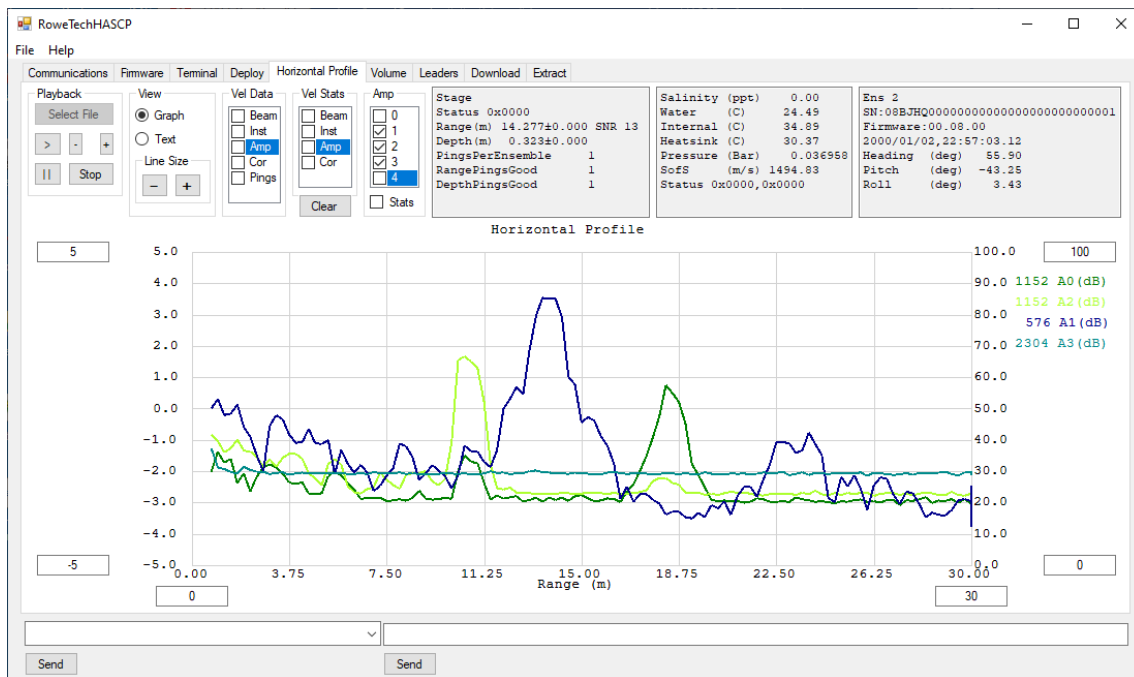 RoweTechHASCP
File Help
Communications Firmware Terminal Deploy Horizontal Profile Volume Leaders Download Extract
Playback
Select File
> - +
|| Stop
View
Graph
Text
Line Size
- +
Vel Data
Beam
Inst
Amp
Cor
Pings
Vel Stats
Beam
Inst
Amp
Cor
Clear
Amp
0
1
2
3
4
Stats
Stage
Status 0x0000
Range(m) 14.277±0.000 SNR 13
Depth(m) 0.323±0.000
PingsPerEnsemble 1
RangePingsGood 1
DepthPingsGood 1
Salinity (ppt) 0.00
Water (C) 24.49
Internal (C) 34.89
Heatsink (C) 30.37
Pressure (Bar) 0.036958
SofS (m/s) 1494.83
Status 0x0000,0x0000
Ens 2
Firmware:00.08.00
2000/01/02,22:57:03.12
Heading (deg) 55.90
Pitch (deg) -43.25
Roll (deg) 3.43
Horizontal Profile
5
-5
5.0
4.0
3.0
2.0
1.0
0.0
-1.0
-2.0
-3.0
-4.0
-5.0
100.0
90.0
80.0
70.0
60.0
50.0
40.0
30.0
20.0
10.0
0.0
100
0
1152 A0(dB)
1152 A2(dB)
576 A1(dB)
2304 A3(dB)
0.00 3.75 7.50 11.25 15.00 18.75 22.50 26.25 30.00
Range (m)
0
30
Send
Send